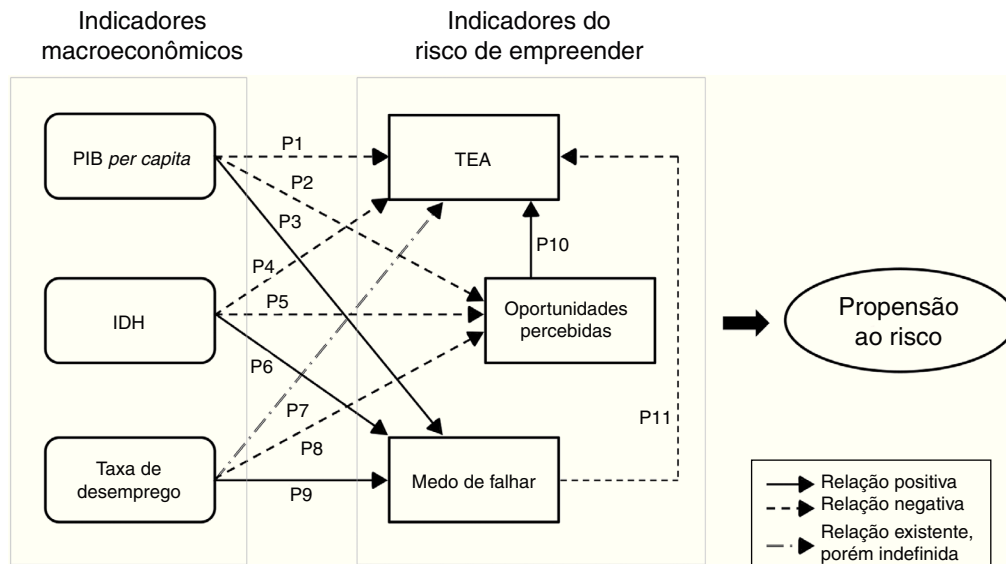 Indicadores
macroeconômicos
Indicadores do
risco de empreender
PIB per capita
P1
TEA
P2
P3
P10
P4
IDH
P5
Oportunidades
percebidas
Propensão
ao risco
P6
P7
P11
P8
Taxa de
desemprego
P9
Medo de falhar
Relação positiva
Relação negativa
Relação existente,
porém indefinida